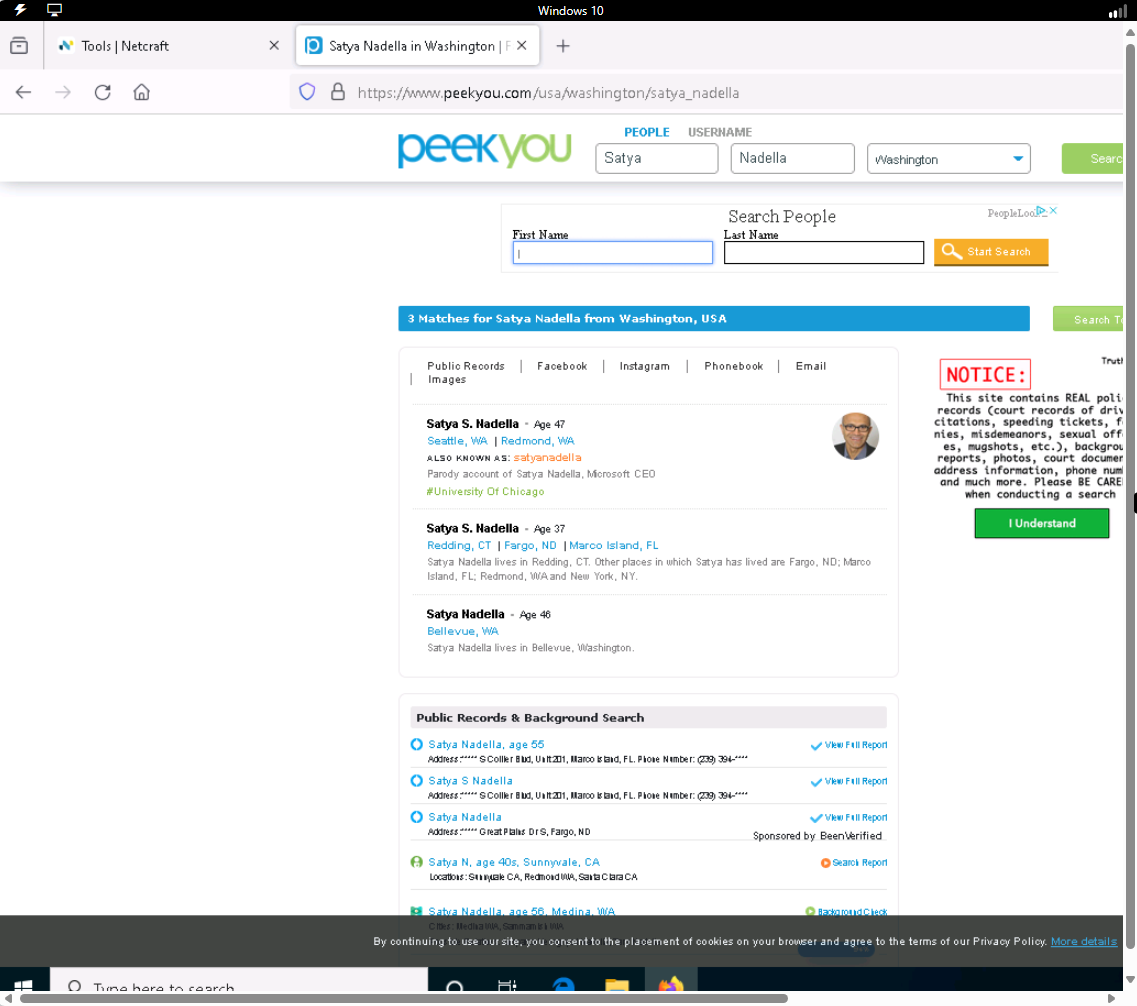 Windows 10
Tools | Netcraft
Satya Nadella in Washington | F
https://www.peekyou.com/usa/washington/satya_nadella
peekyou
PEOPLE USERNAME
Satya Nadella Washington Searc
Search People
PeopleLoo
First Name Last Name
Start Search
3 Matches for Satya Nadella from Washington, USA
Search To
Public Records | Facebook | Instagram | Phonebook | Email
| Images
Satya S. Nadella - Age 47
Seattle, WA | Redmond, WA
ALSO KNOWN AS: satyanadella
Parody account of Satya Nadella, Microsoft CEO
#University Of Chicago
Satya S. Nadella - Age 37
Redding, CT | Fargo, ND | Marco Island, FL
Satya Nadella lives in Redding, CT. Other places in which Satya has lived are Fargo, ND; Marco
Island, FL; Redmond, WA and New York, NY.
Satya Nadella - Age 46
Bellevue, WA
Satya Nadella lives in Bellevue, Washington.
Truth
NOTICE:
This site contains REAL poli
records (court records of driv
citations, speeding tickets, f
nies, misdemeanors, sexual off
es, mugshots, etc.), backgrou
reports, photos, court documen
address information, phone num
and much more. Please BE CARE
when conducting a search
I Understand
Public Records & Background Search
Satya Nadella, age 55 View Full Report
Address:***** S Collier Blvd, Unit 201, Marco Island, FL. Phone Number: (239) 394-****
Satya S Nadella View Full Report
Address:***** S Collier Blvd, Unit 201, Marco Island, FL. Phone Number: (239) 394-****
Satya Nadella View Full Report
Address:***** Great Plains Dr S, Fargo, ND
Sponsored by BeenVerified
Satya N, age 40s, Sunnyvale, CA Search Report
Locations: Sunnyvale CA, Redmond WA, Santa Clara CA
Satya Nadella, age 56, Medina, WA Background Check
Cities: Medina WA, Sammamish WA
By continuing to use our site, you consent to the placement of cookies on your browser and agree to the terms of our Privacy Policy. More details
Type here to search